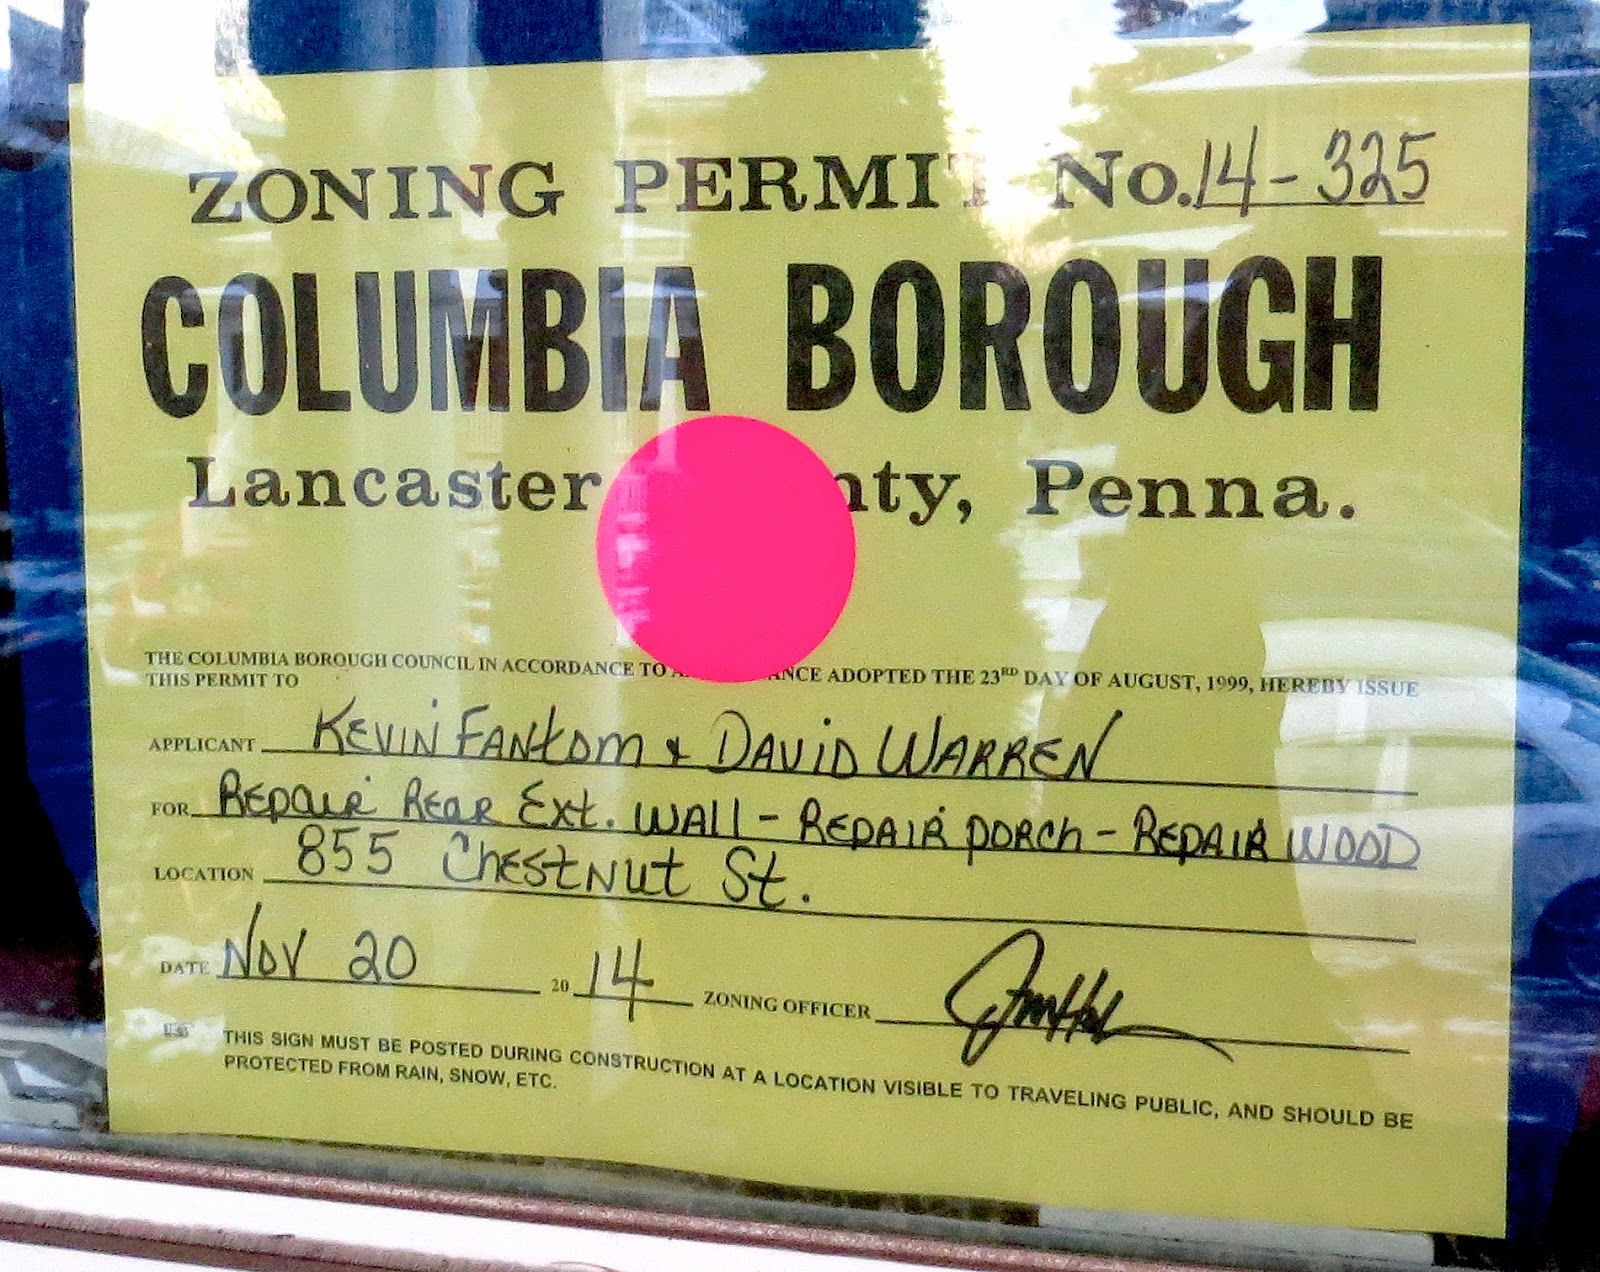 ZONING PERMIT No. 14-325
COLUMBIA BOROUGH
Lancaster nty, Penna.
THE COLUMBIA BOROUGH COUNCIL IN ACCORDANCE TO A NCE ADOPTED THE 23RD DAY OF AUGUST, 1999, HEREBY ISSUE
THIS PERMIT TO
APPLICANT KEVIN FANTOM & DAVID WARREN
FOR REPAIR REAR EXT. WALL - REPAIR PORCH - REPAIR WOOD
LOCATION 855 CHESTNUT St.
DATE NOV 20 20 14 ZONING OFFICER
THIS SIGN MUST BE POSTED DURING CONSTRUCTION AT A LOCATION VISIBLE TO TRAVELING PUBLIC, AND SHOULD BE
PROTECTED FROM RAIN, SNOW, ETC.